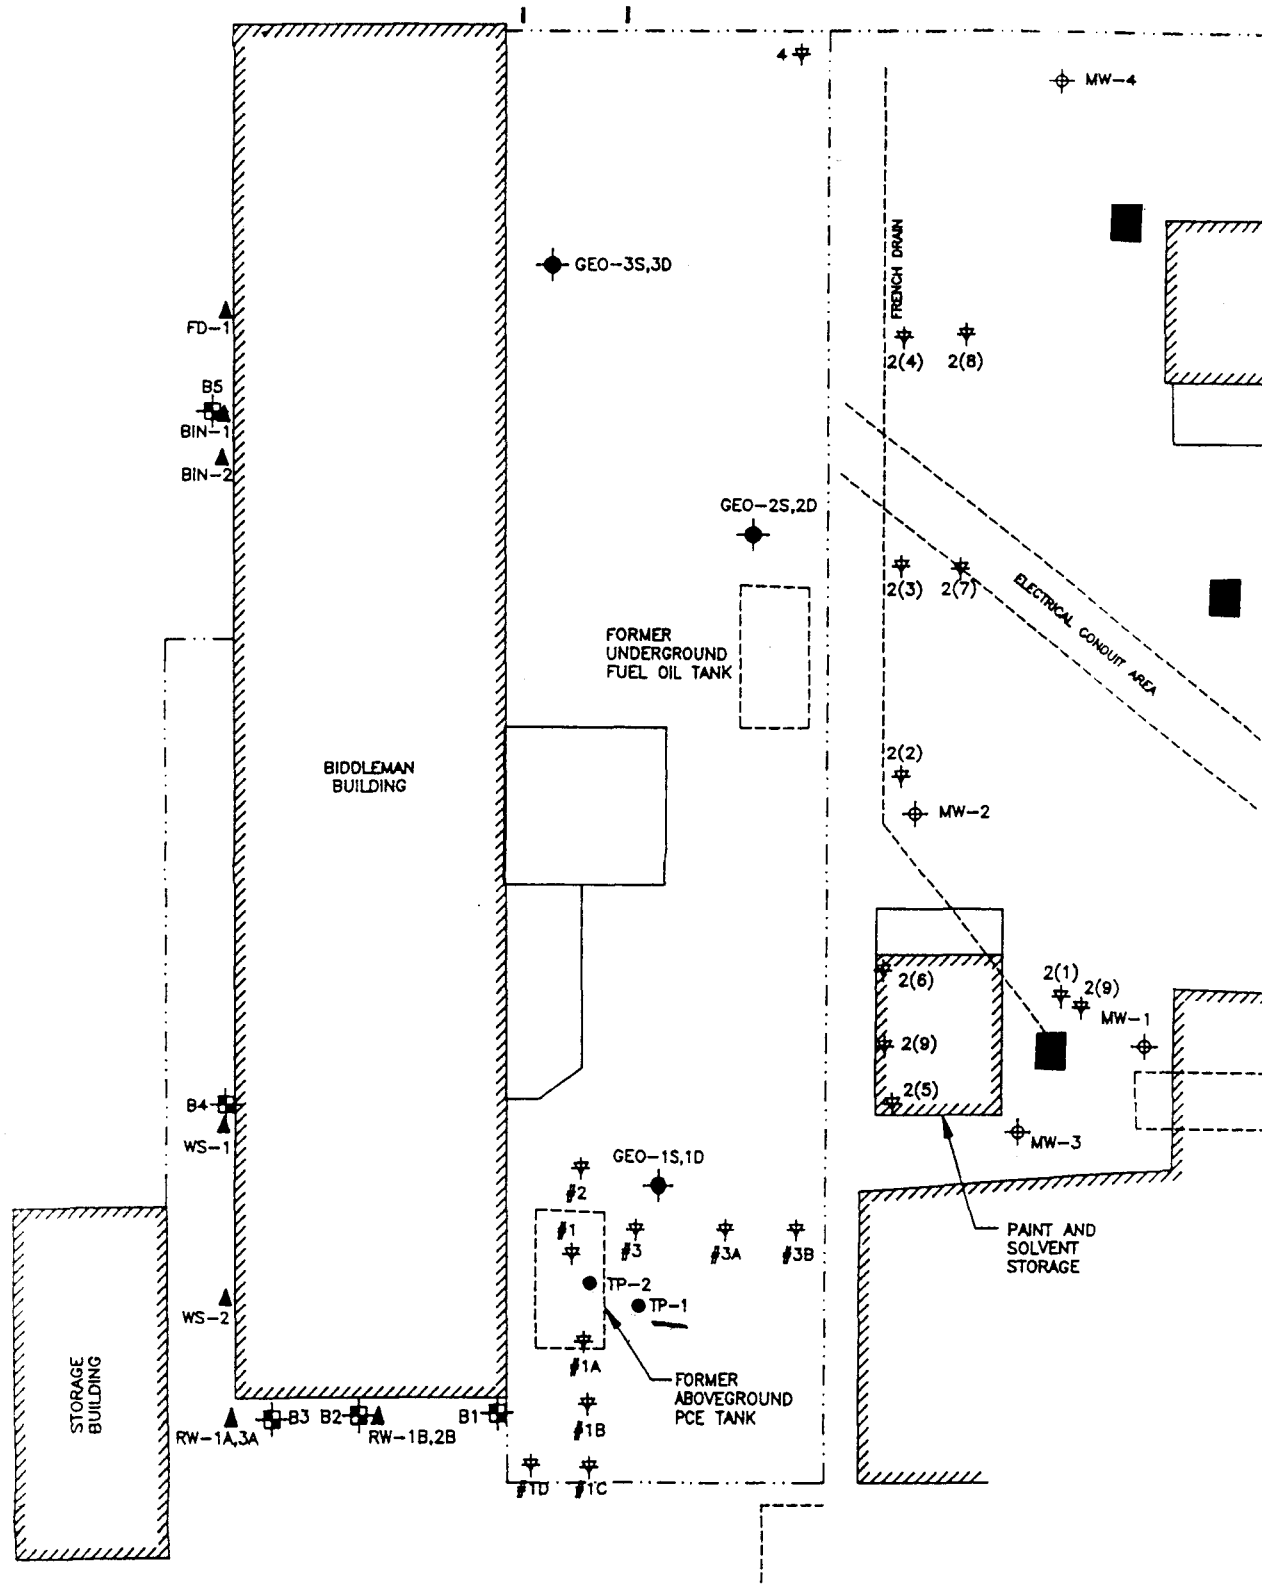 4
MW-4
GEO-3S,3D
FRENCH DRAIN
FD-1
2(4)
2(8)
B5
BIN-1
BIN-2
GEO-2S,2D
2(3)
2(7)
ELECTRICAL CONDUIT AREA
FORMER
UNDERGROUND
FUEL OIL TANK
BIDDLEMAN
BUILDING
2(2)
MW-2
2(6)
2(1)
2(9)
MW-1
2(9)
2(5)
B4
WS-1
MW-3
GEO-1S,1D
#2
#1
#3
#3A
#3B
PAINT AND
SOLVENT
STORAGE
TP-2
TP-1
WS-2
#1A
STORAGE
BUILDING
FORMER
ABOVEGROUND
PCE TANK
B3
B2
B1
RW-1A,3A
RW-1B,2B
#1B
#1D
#1C